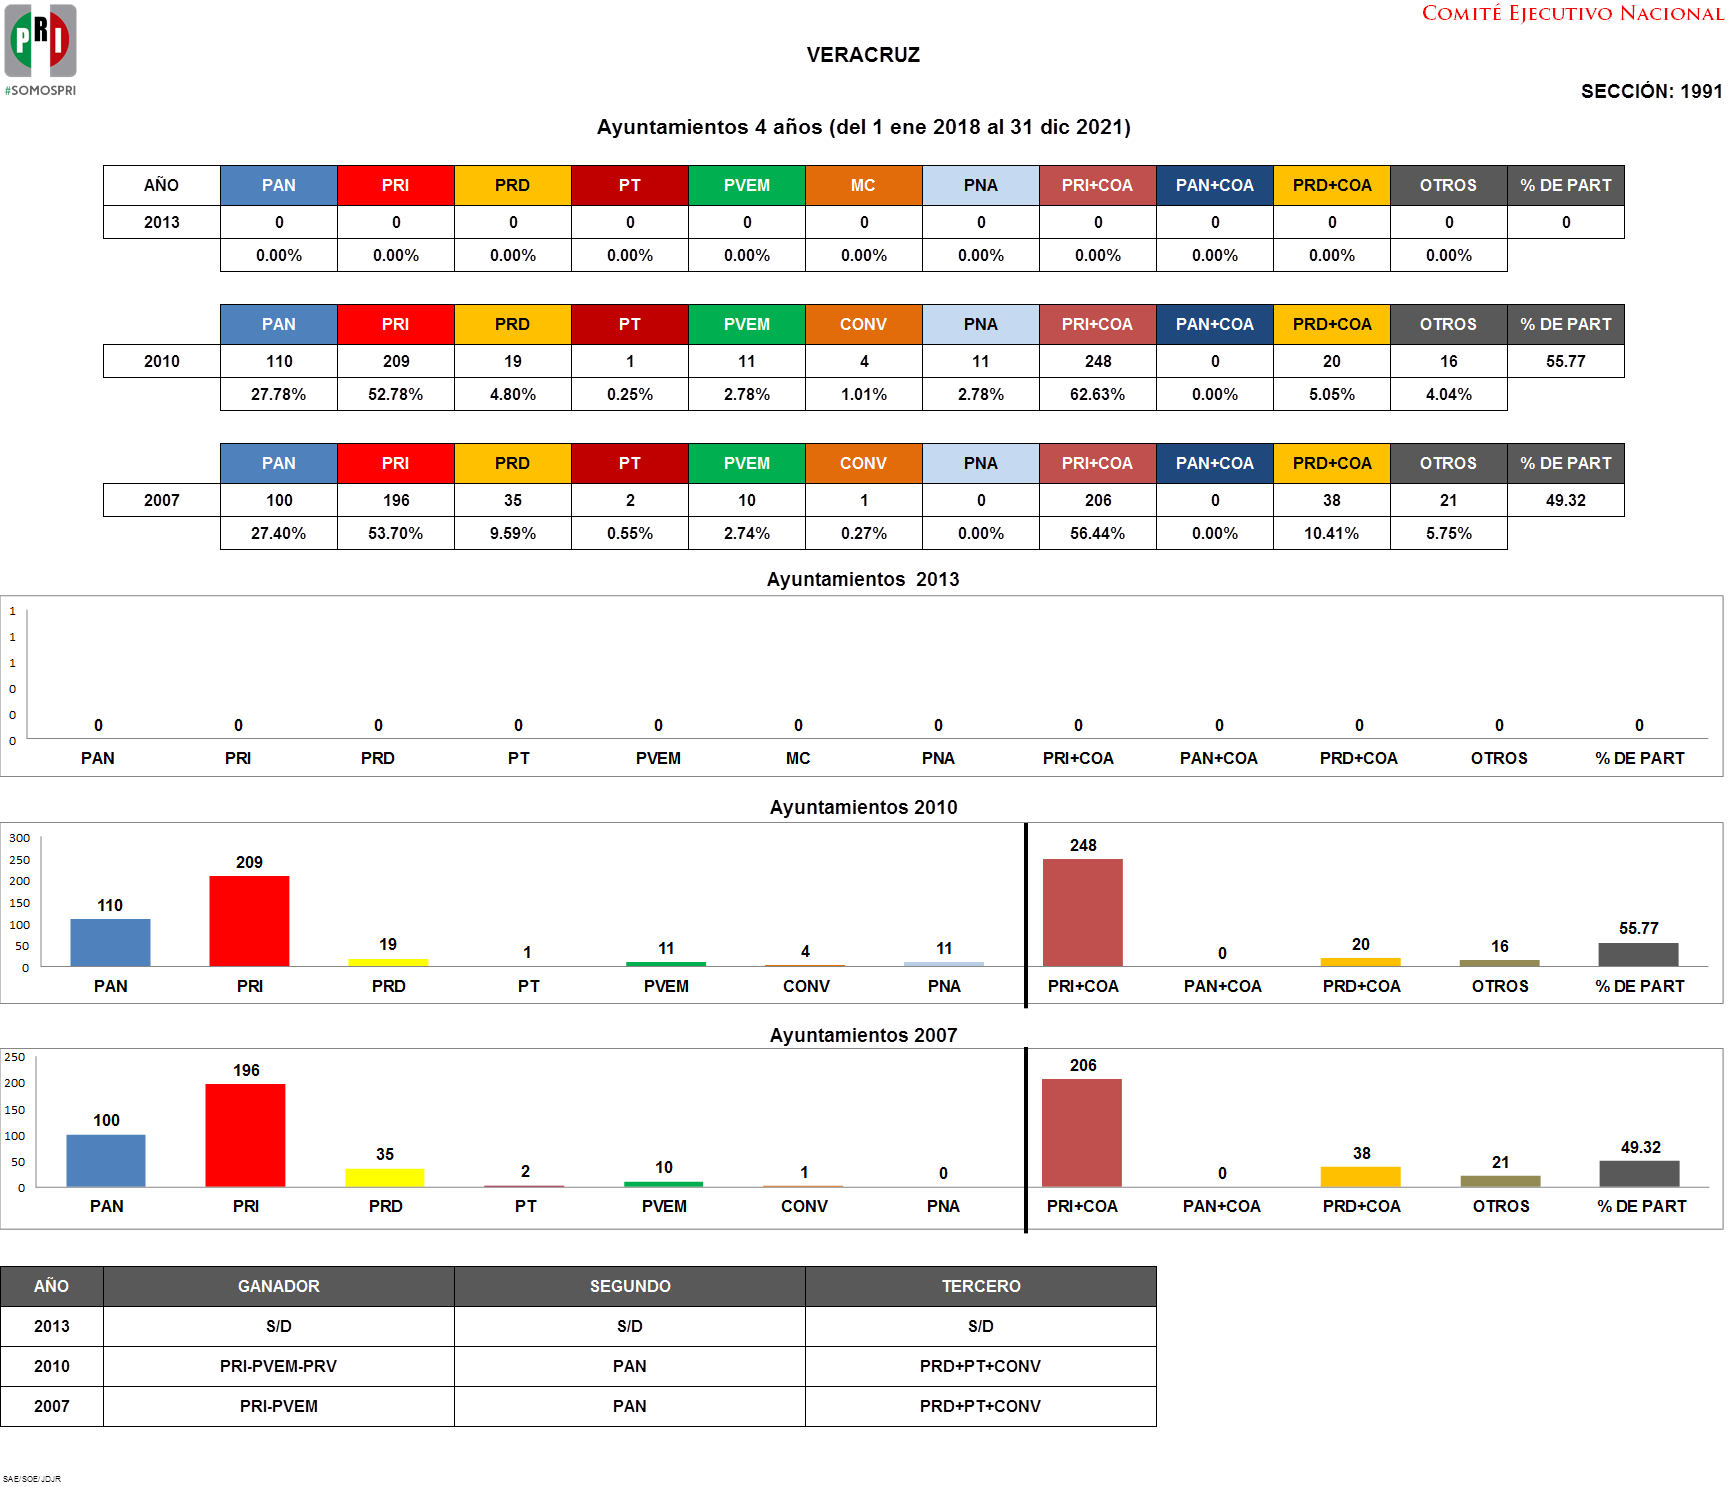 PRI
#SOMOSPRI
COMITÉ EJECUTIVO NACIONAL
VERACRUZ
SECCIÓN: 1991
Ayuntamientos 4 años (del 1 ene 2018 al 31 dic 2021)
AÑO PAN PRI PRD PT PVEM MC PNA PRI+COA PAN+COA PRD+COA OTROS % DE PART
2013 0 0 0 0 0 0 0 0 0 0 0 0
0.00% 0.00% 0.00% 0.00% 0.00% 0.00% 0.00% 0.00% 0.00% 0.00% 0.00%
PAN PRI PRD PT PVEM CONV PNA PRI+COA PAN+COA PRD+COA OTROS % DE PART
2010 110 209 19 1 11 4 11 248 0 20 16 55.77
27.78% 52.78% 4.80% 0.25% 2.78% 1.01% 2.78% 62.63% 0.00% 5.05% 4.04%
PAN PRI PRD PT PVEM CONV PNA PRI+COA PAN+COA PRD+COA OTROS % DE PART
2007 100 196 35 2 10 1 0 206 0 38 21 49.32
27.40% 53.70% 9.59% 0.55% 2.74% 0.27% 0.00% 56.44% 0.00% 10.41% 5.75%
Ayuntamientos 2013
1
1
1
0
0
0
0 0 0 0 0 0 0 0 0 0 0 0
PAN PRI PRD PT PVEM MC PNA PRI+COA PAN+COA PRD+COA OTROS % DE PART
Ayuntamientos 2010
300
250
200
150
100
50
0
110 209 19 1 11 4 11 248 0 20 16 55.77
PAN PRI PRD PT PVEM CONV PNA PRI+COA PAN+COA PRD+COA OTROS % DE PART
Ayuntamientos 2007
250
200
150
100
50
0
100 196 35 2 10 1 0 206 0 38 21 49.32
PAN PRI PRD PT PVEM CONV PNA PRI+COA PAN+COA PRD+COA OTROS % DE PART
AÑO GANADOR SEGUNDO TERCERO
2013 S/D S/D S/D
2010 PRI-PVEM-PRV PAN PRD+PT+CONV
2007 PRI-PVEM PAN PRD+PT+CONV
SAE/SOE/JDJR